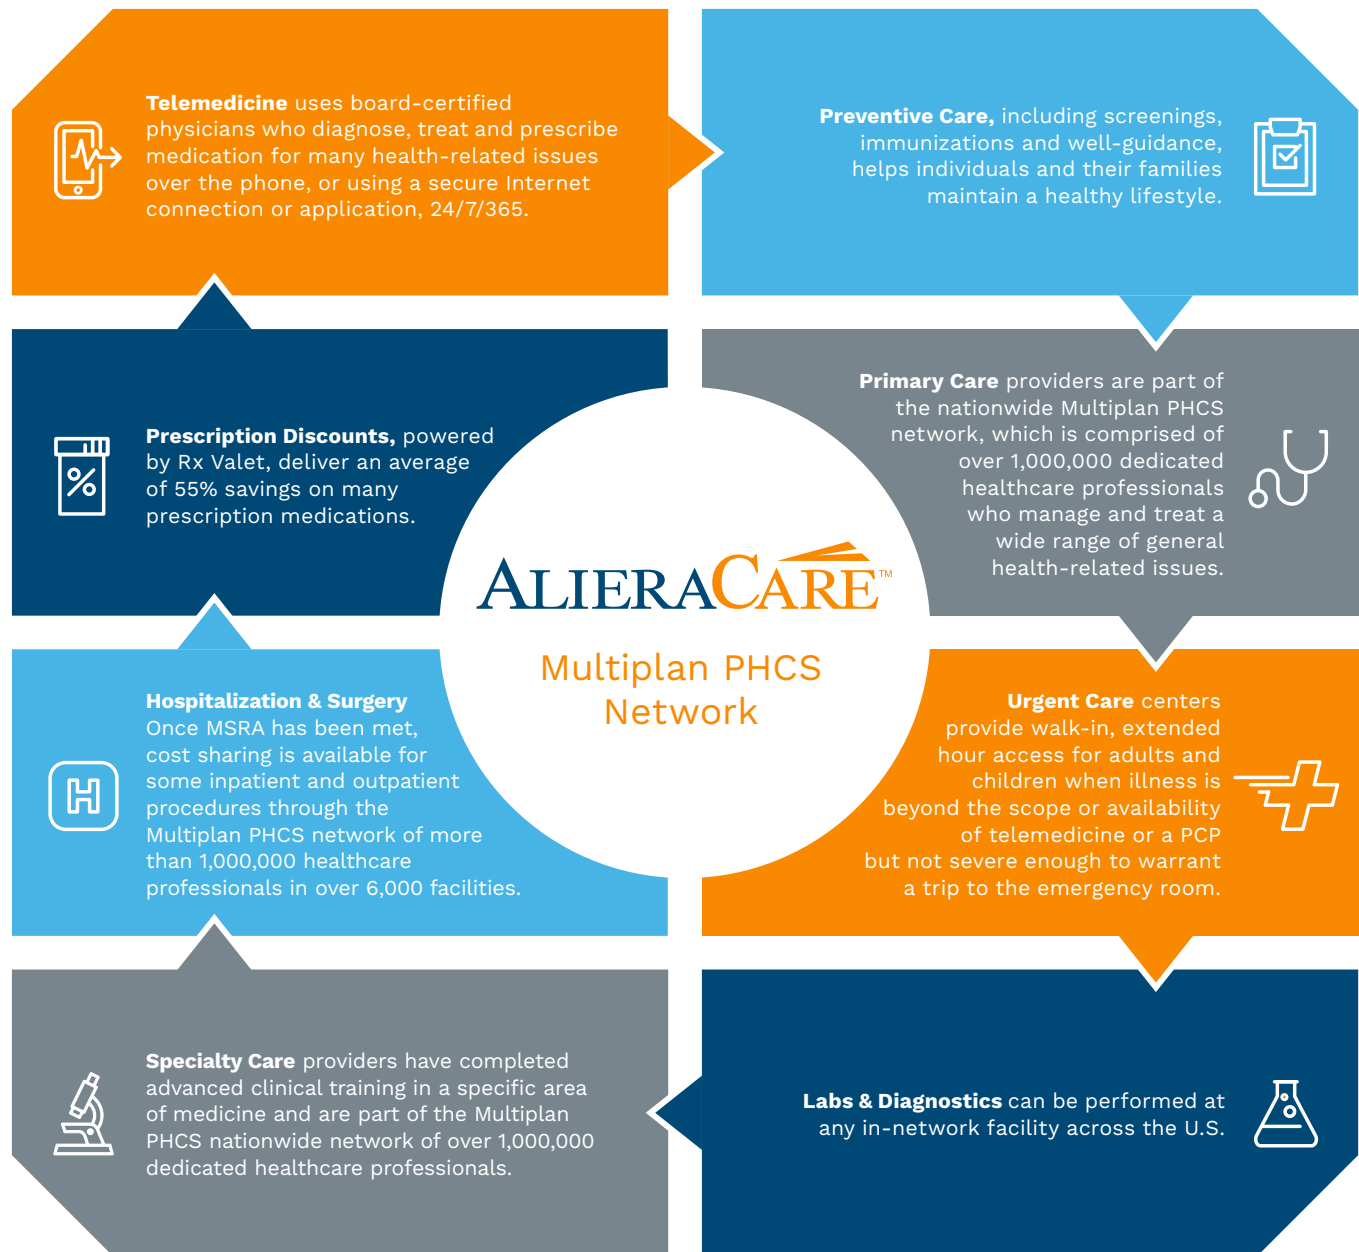 Telemedicine uses board-certified
physicians who diagnose, treat and prescribe
medication for many health-related issues
over the phone, or using a secure Internet
connection or application, 24/7/365.
Preventive Care, including screenings,
immunizations and well-guidance,
helps individuals and their families
maintain a healthy lifestyle.
Prescription Discounts, powered
by Rx Valet, deliver an average
of 55% savings on many
prescription medications.
Primary Care providers are part of
the nationwide Multiplan PHCS
network, which is comprised of
over 1,000,000 dedicated
healthcare professionals
who manage and treat a
wide range of general
health-related issues.
ALIERACARE™
Multiplan PHCS
Network
Hospitalization & Surgery
Once MSRA has been met,
cost sharing is available for
some inpatient and outpatient
procedures through the
Multiplan PHCS network of more
than 1,000,000 healthcare
professionals in over 6,000 facilities.
Urgent Care centers
provide walk-in, extended
hour access for adults and
children when illness is
beyond the scope or availability
of telemedicine or a PCP
but not severe enough to warrant
a trip to the emergency room.
Specialty Care providers have completed
advanced clinical training in a specific area
of medicine and are part of the Multiplan
PHCS nationwide network of over 1,000,000
dedicated healthcare professionals.
Labs & Diagnostics can be performed at
any in-network facility across the U.S.
%
H